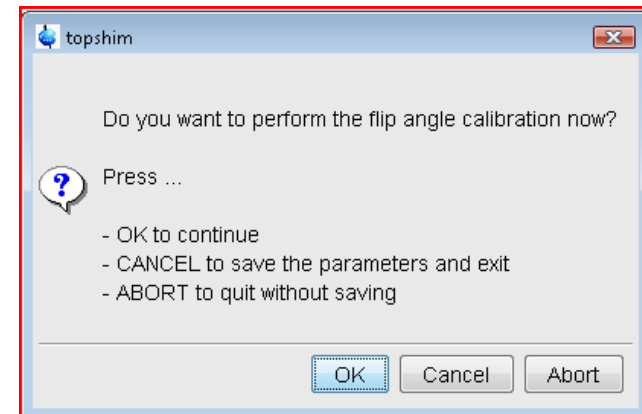 topshim
Do you want to perform the flip angle calibration now?
Press ...
- OK to continue
- CANCEL to save the parameters and exit
- ABORT to quit without saving
OK Cancel Abort